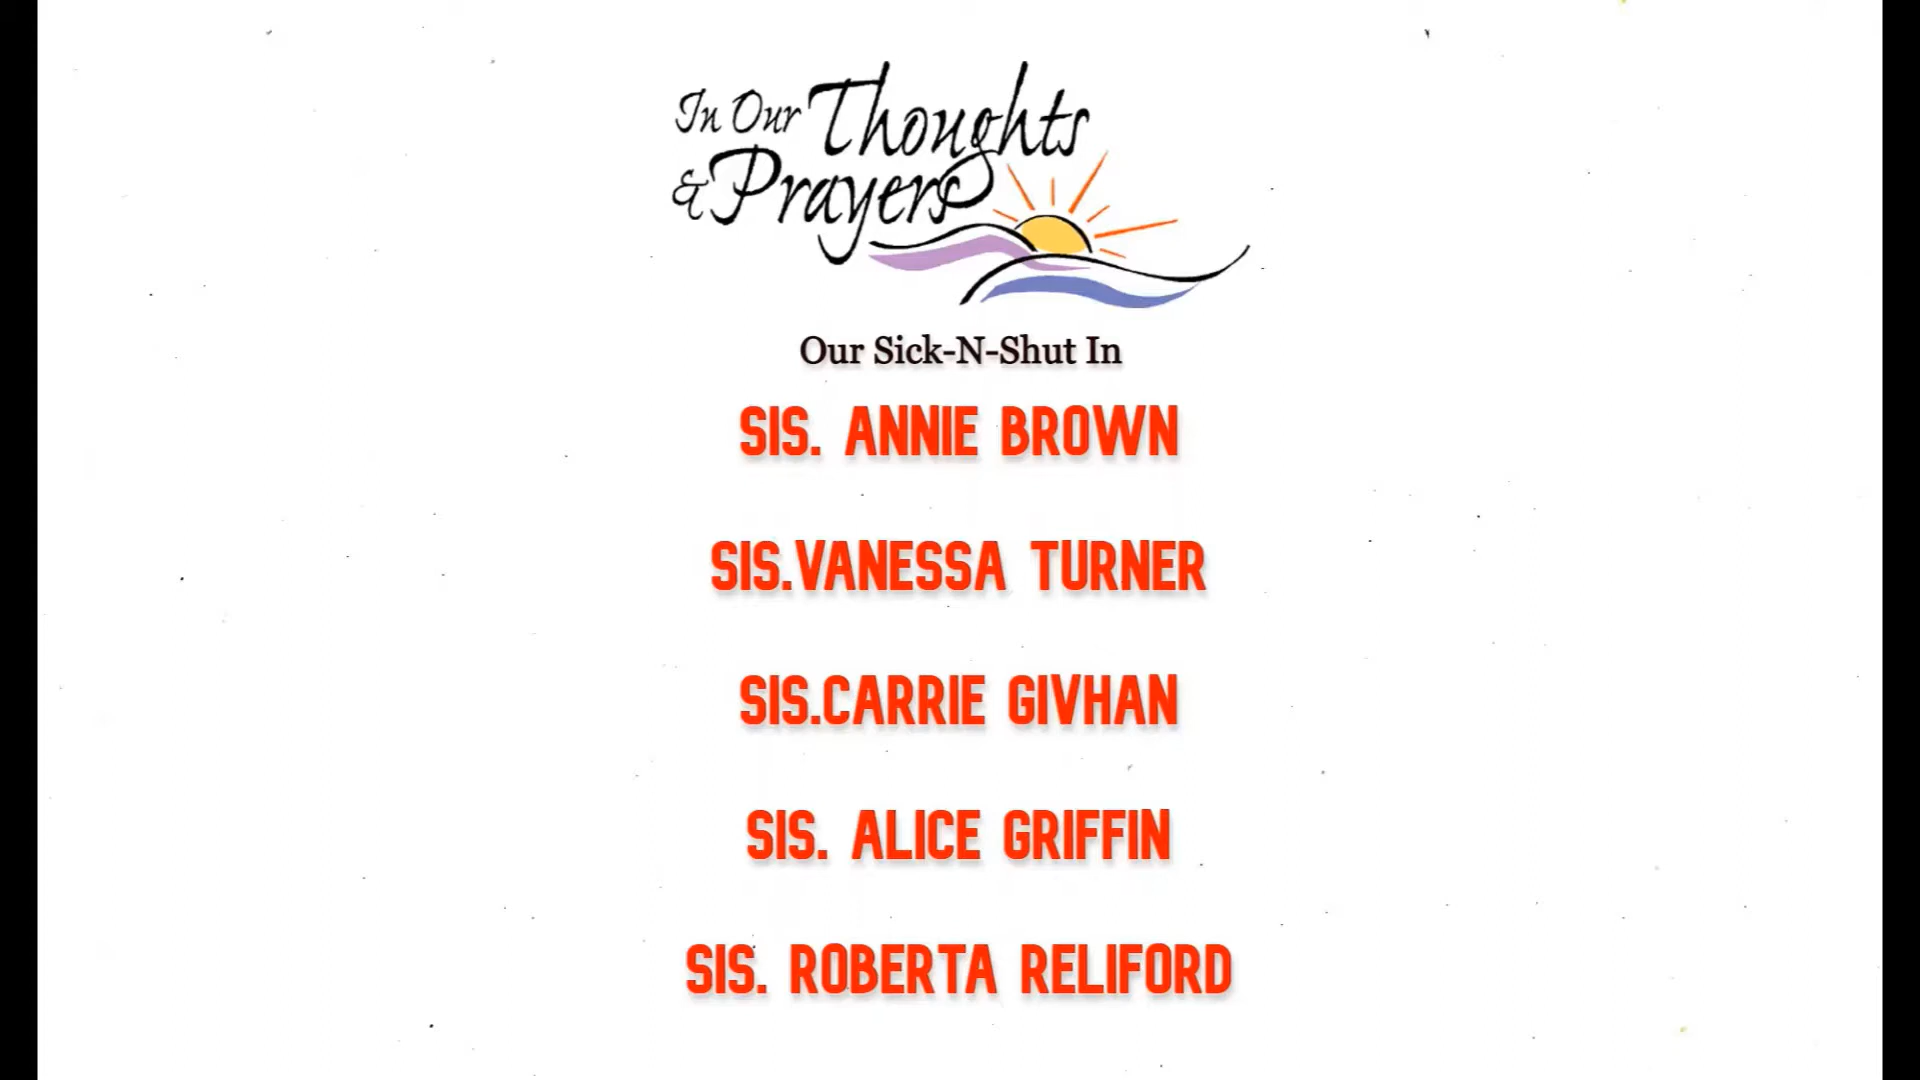 In Our Thoughts
& Prayers
Our Sick-N-Shut In
SIS. ANNIE BROWN
SIS.VANESSA TURNER
SIS.CARRIE GIVHAN
SIS. ALICE GRIFFIN
SIS. ROBERTA RELIFORD